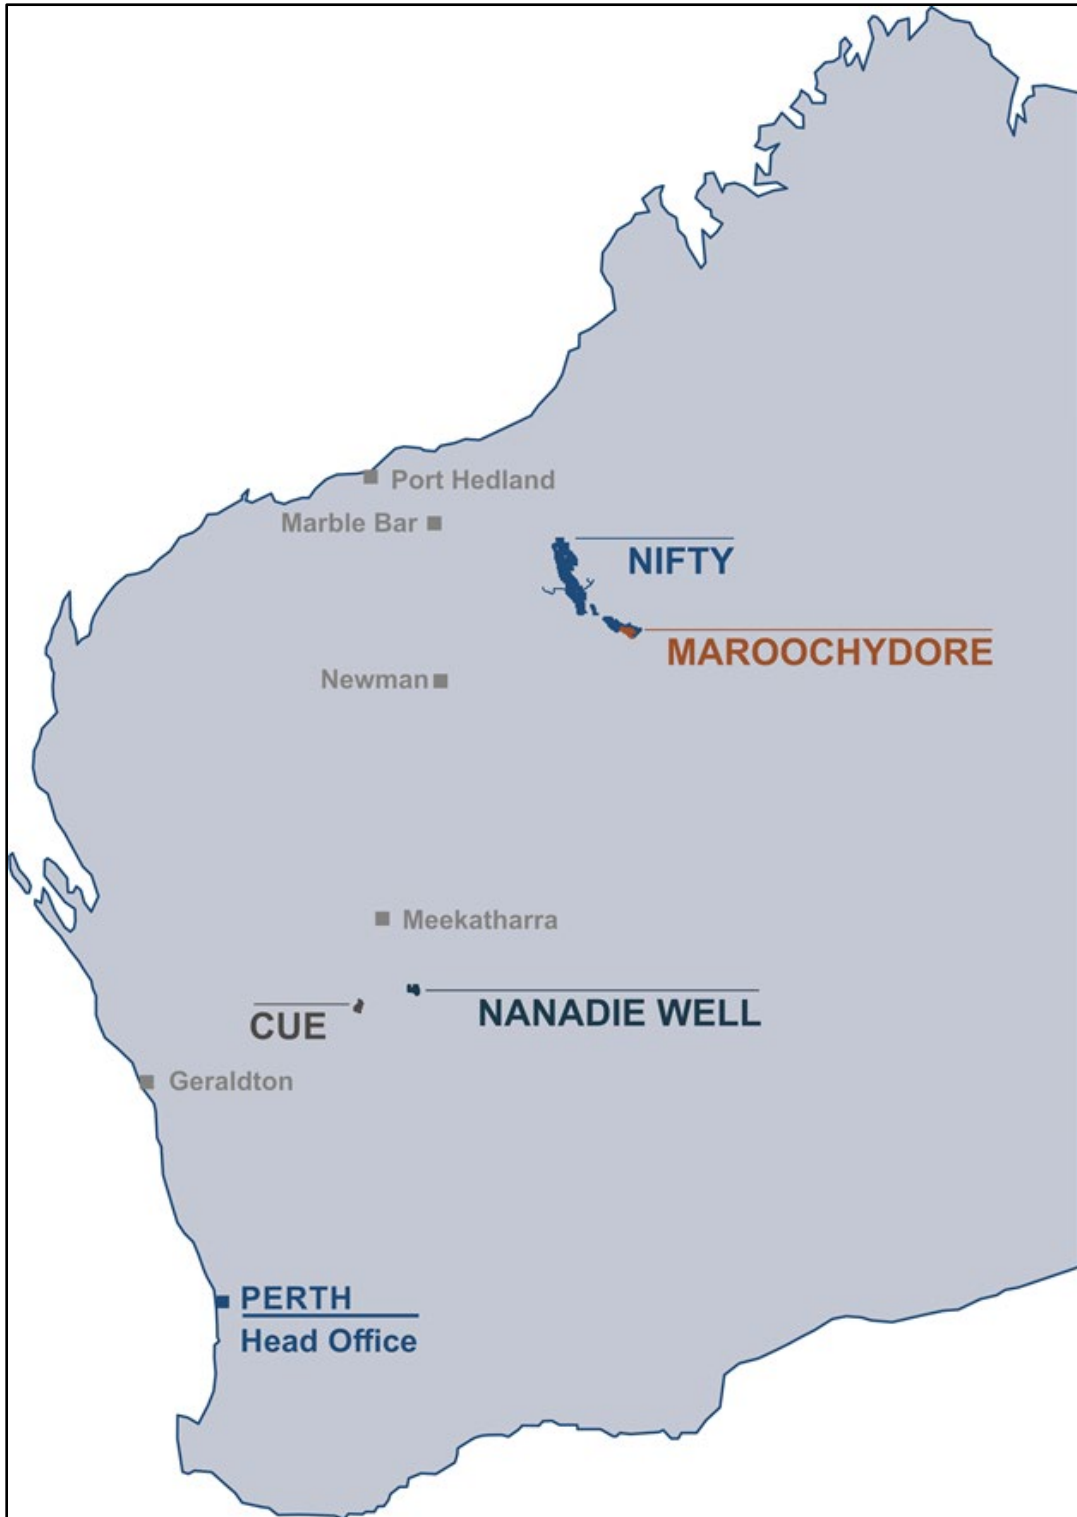 Port Hedland
Marble Bar
NIFTY
MAROOCHYDORE
Newman
Meekatharra
NANADIE WELL
CUE
Geraldton
PERTH
Head Office